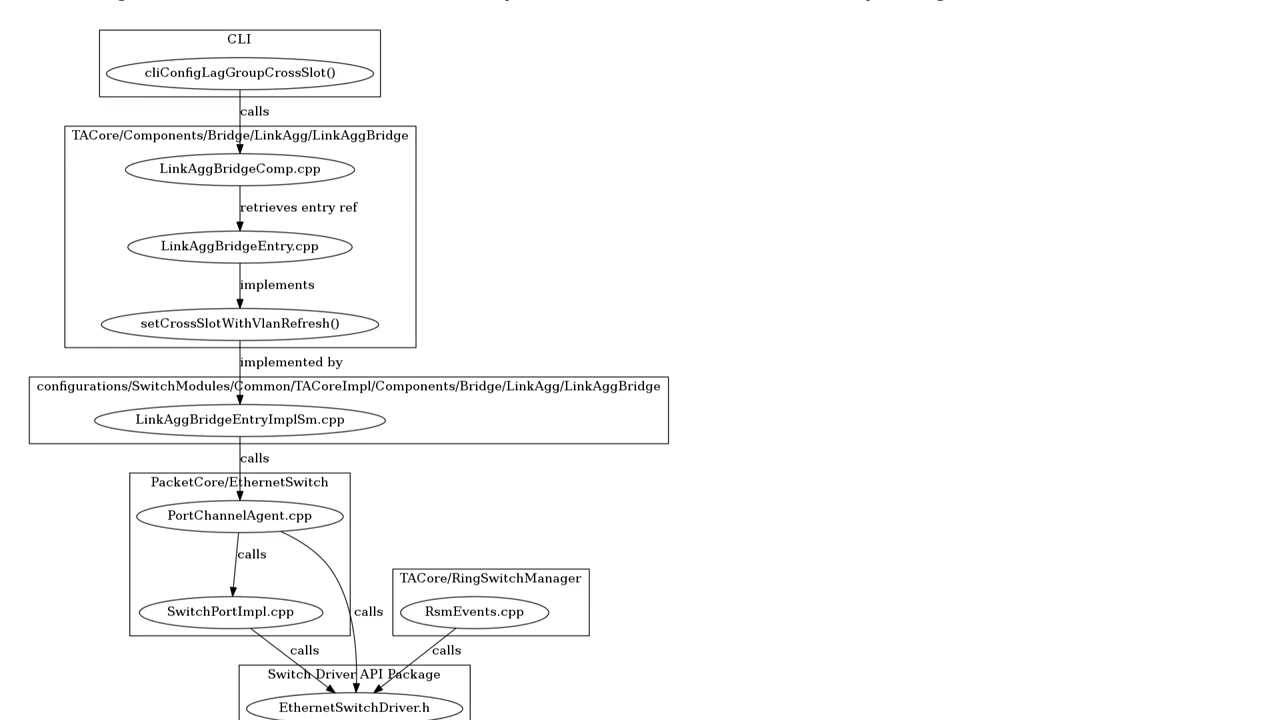 CLI
cliConfigLagGroupCrossSlot()
calls
TACore/Components/Bridge/LinkAgg/LinkAggBridge
LinkAggBridgeComp.cpp
retrieves entry ref
LinkAggBridgeEntry.cpp
implements
setCrossSlotWithVlanRefresh()
implemented by
configurations/SwitchModules/Common/TACoreImpl/Components/Bridge/LinkAgg/LinkAggBridge
LinkAggBridgeEntryImplSm.cpp
calls
PacketCore/EthernetSwitch
PortChannelAgent.cpp
calls
TACore/RingSwitchManager
SwitchPortImpl.cpp
calls
RsmEvents.cpp
calls
calls
Switch Driver API Package
EthernetSwitchDriver.h